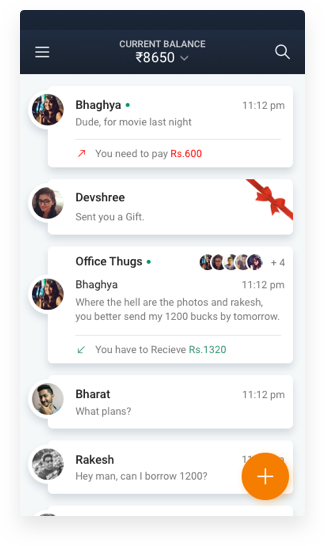 CURRENT BALANCE
₹8650
Bhaghya
11:12 pm
Dude, for movie last night
You need to pay Rs.600
Devshree
Sent you a Gift.
Office Thugs
+ 4
Bhaghya
11:12 pm
Where the hell are the photos and rakesh,
you better send my 1200 bucks by tomorrow.
You have to Recieve Rs.1320
Bharat
11:12 pm
What plans?
Rakesh
Hey man, can I borrow 1200?